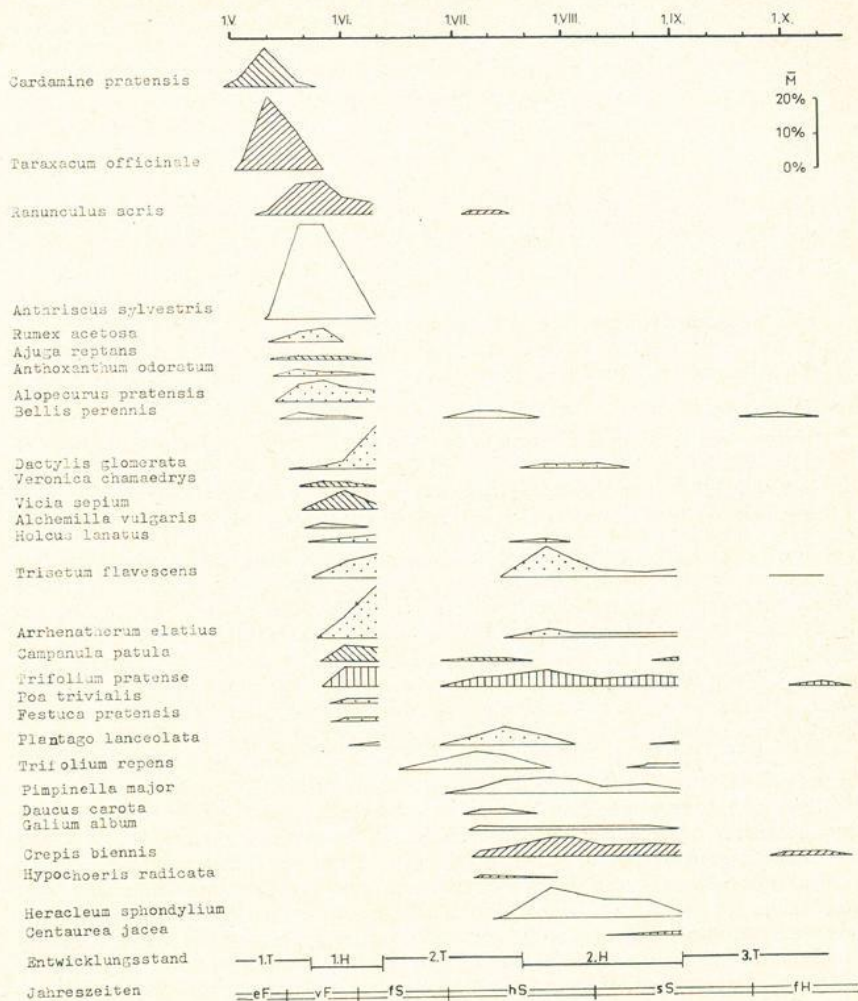 1.V. 1.VI. 1.VII. 1.VIII. 1.IX. 1.X.
Cardamine pratensis
M̄
20%
10%
0%
Taraxacum officinale
Ranunculus acris
Anthriscus sylvestris
Rumex acetosa
Ajuga reptans
Anthoxanthum odoratum
Alopecurus pratensis
Bellis perennis
Dactylis glomerata
Veronica chamaedrys
Vicia sepium
Alchemilla vulgaris
Holcus lanatus
Trisetum flavescens
Arrhenatherum elatius
Campanula patula
Trifolium pratense
Poa trivialis
Festuca pratensis
Plantago lanceolata
Trifolium repens
Pimpinella major
Daucus carota
Galium album
Crepis biennis
Hypochoeris radicata
Heracleum sphondylium
Centaurea jacea
Entwicklungsstand 1.T 1.H 2.T 2.H 3.T
Jahreszeiten eF vF fS hS sS fH